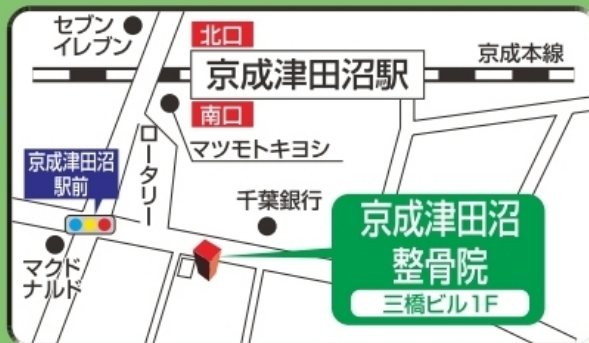 セブン
イレブン
北口
京成津田沼駅
京成本線
南口
マツモトキヨシ
ロータリー
京成津田沼
駅前
千葉銀行
マクド
ナルド
京成津田沼
整骨院
三橋ビル1F